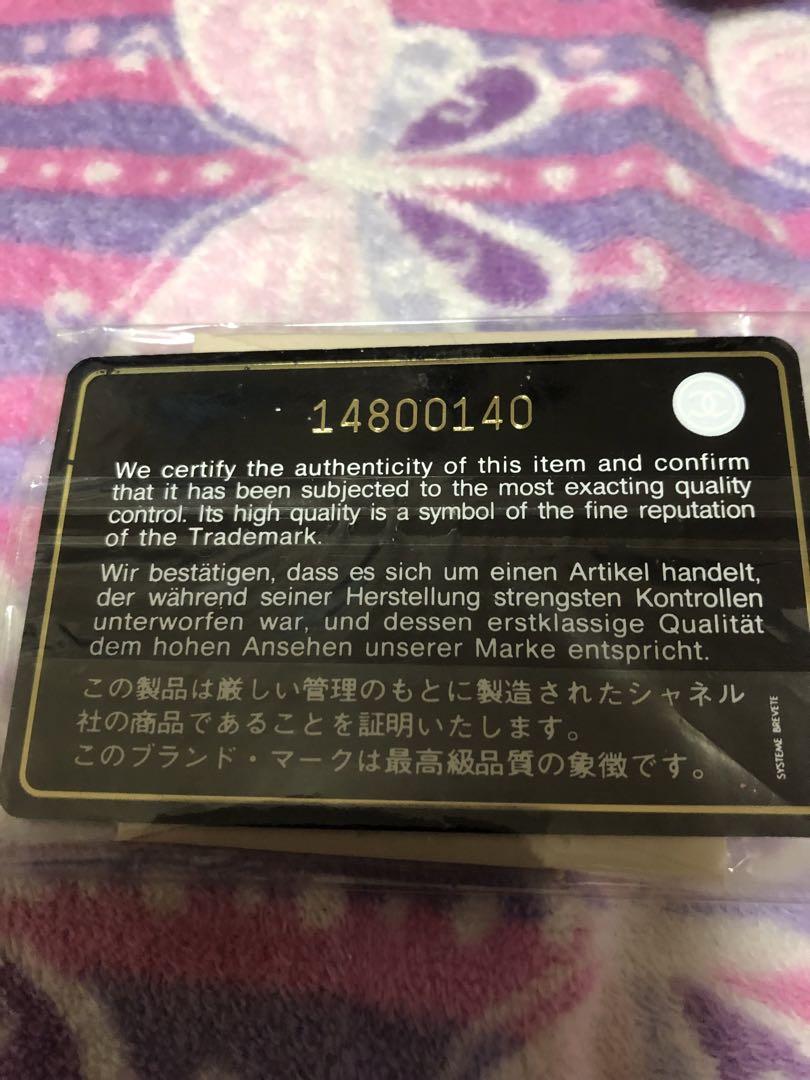 14800140
We certify the authenticity of this item and confirm
that it has been subjected to the most exacting quality
control. Its high quality is a symbol of the fine reputation
of the Trademark.
Wir bestätigen, dass es sich um einen Artikel handelt,
der während seiner Herstellung strengsten Kontrollen
unterworfen war, und dessen erstklassige Qualität
dem hohen Ansehen unserer Marke entspricht.
この製品は厳しい管理のもとに製造されたシャネル
社の商品であることを証明いたします。
このブランド・マークは最高級品質の象徴です。
SYSTEME BREVETE